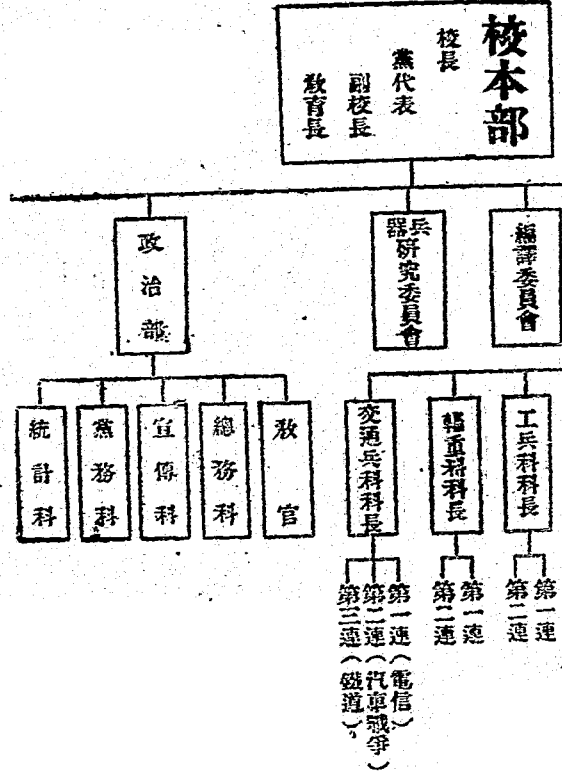 校本部
校長
黨代表
副校長
敎育長
編譯委員會
兵器硏究委員會
政治部
工兵科科長
第一連
第二連
輜重科科長
第一連
第二連
交通兵科科長
第一連（電信）
第二連（汽車戰爭）
第三連（鐵道）
敎官
總務科
宣傳科
黨務科
統計科